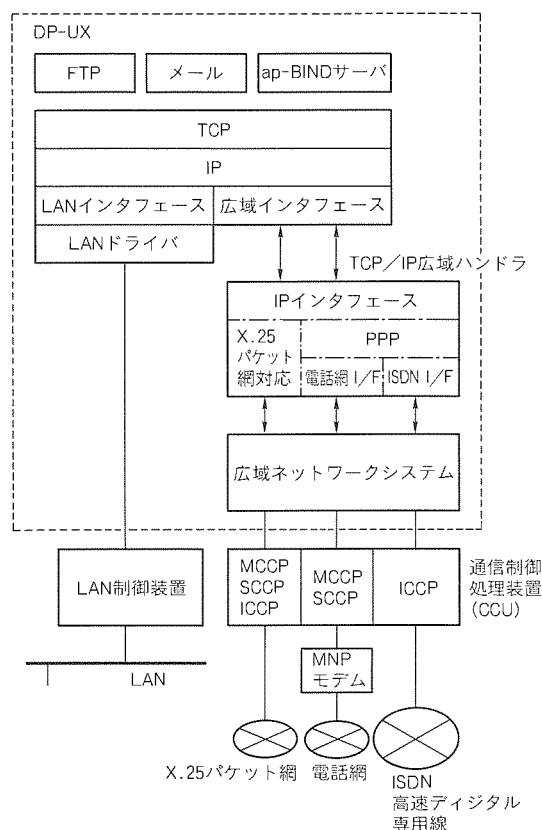 DP-UX
FTP
メール
ap-BINDサーバ
TCP
IP
LANインタフェース
広域インタフェース
LANドライバ
TCP/IP広域ハンドラ
IPインタフェース
X.25
パケット
網対応
PPP
電話網 I/F
ISDN I/F
広域ネットワークシステム
LAN制御装置
MCCP
SCCP
ICCP
MCCP
SCCP
ICCP
通信制御
処理装置
(CCU)
MNP
モデム
LAN
X.25パケット網
電話網
ISDN
高速ディジタル
専用線